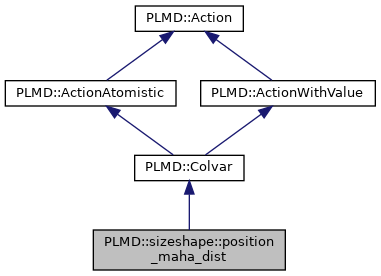 PLMD::Action
PLMD::ActionAtomistic
PLMD::ActionWithValue
PLMD::Colvar
PLMD::sizeshape::position
_maha_dist